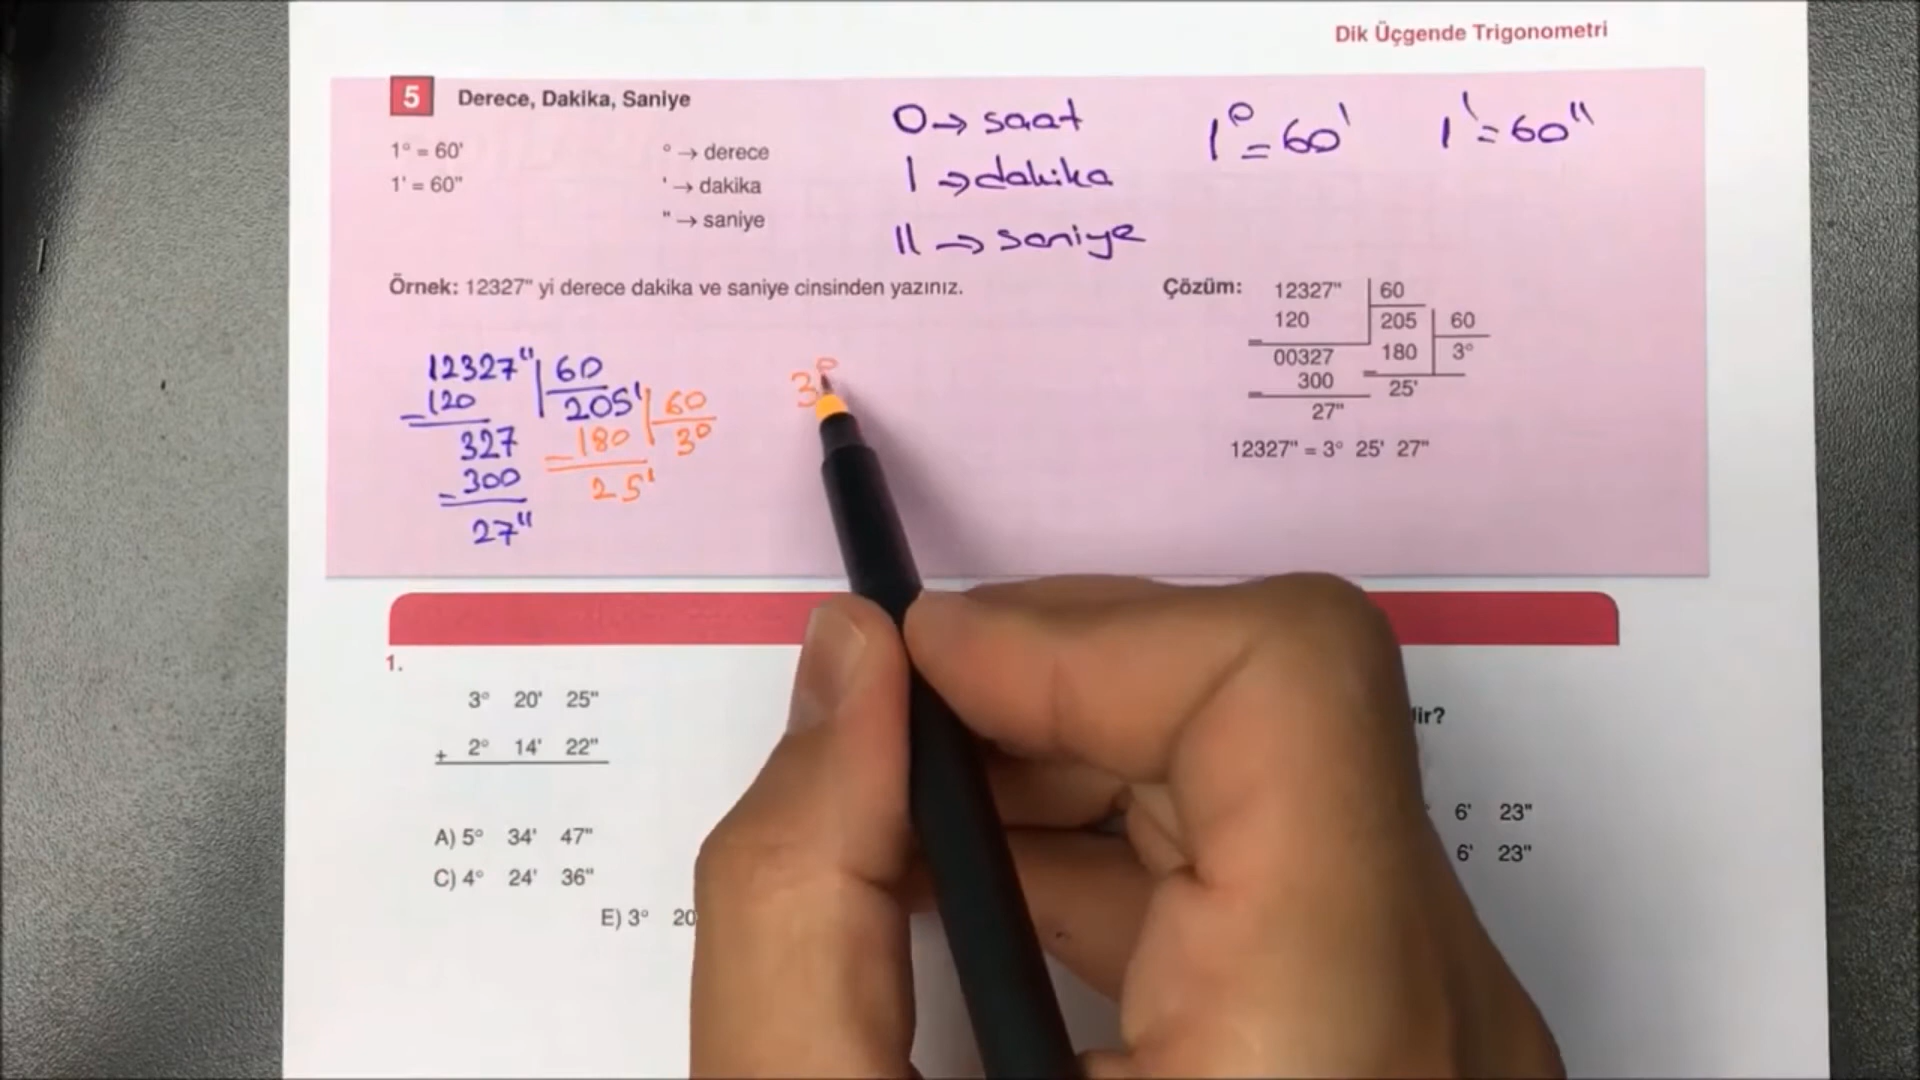 Dik Üçgende Trigonometri
5 Derece, Dakika, Saniye
1° = 60'
1' = 60"
° → derece
' → dakika
" → saniye
0 → saat
| → dakika
|| → saniye
1° = 60'
1' = 60"
Örnek: 12327" yi derece dakika ve saniye cinsinden yazınız.
12327" | 60
- 120 205' | 60
327 - 180 3°
- 300 25'
27"
3°
Çözüm: 12327" | 60
120 205 | 60
00327 180 3°
300 25'
27"
12327" = 3° 25' 27"
1.
3° 20' 25"
+ 2° 14' 22"
A) 5° 34' 47"
C) 4° 24' 36"
E) 3° 20
6' 23"
6' 23"